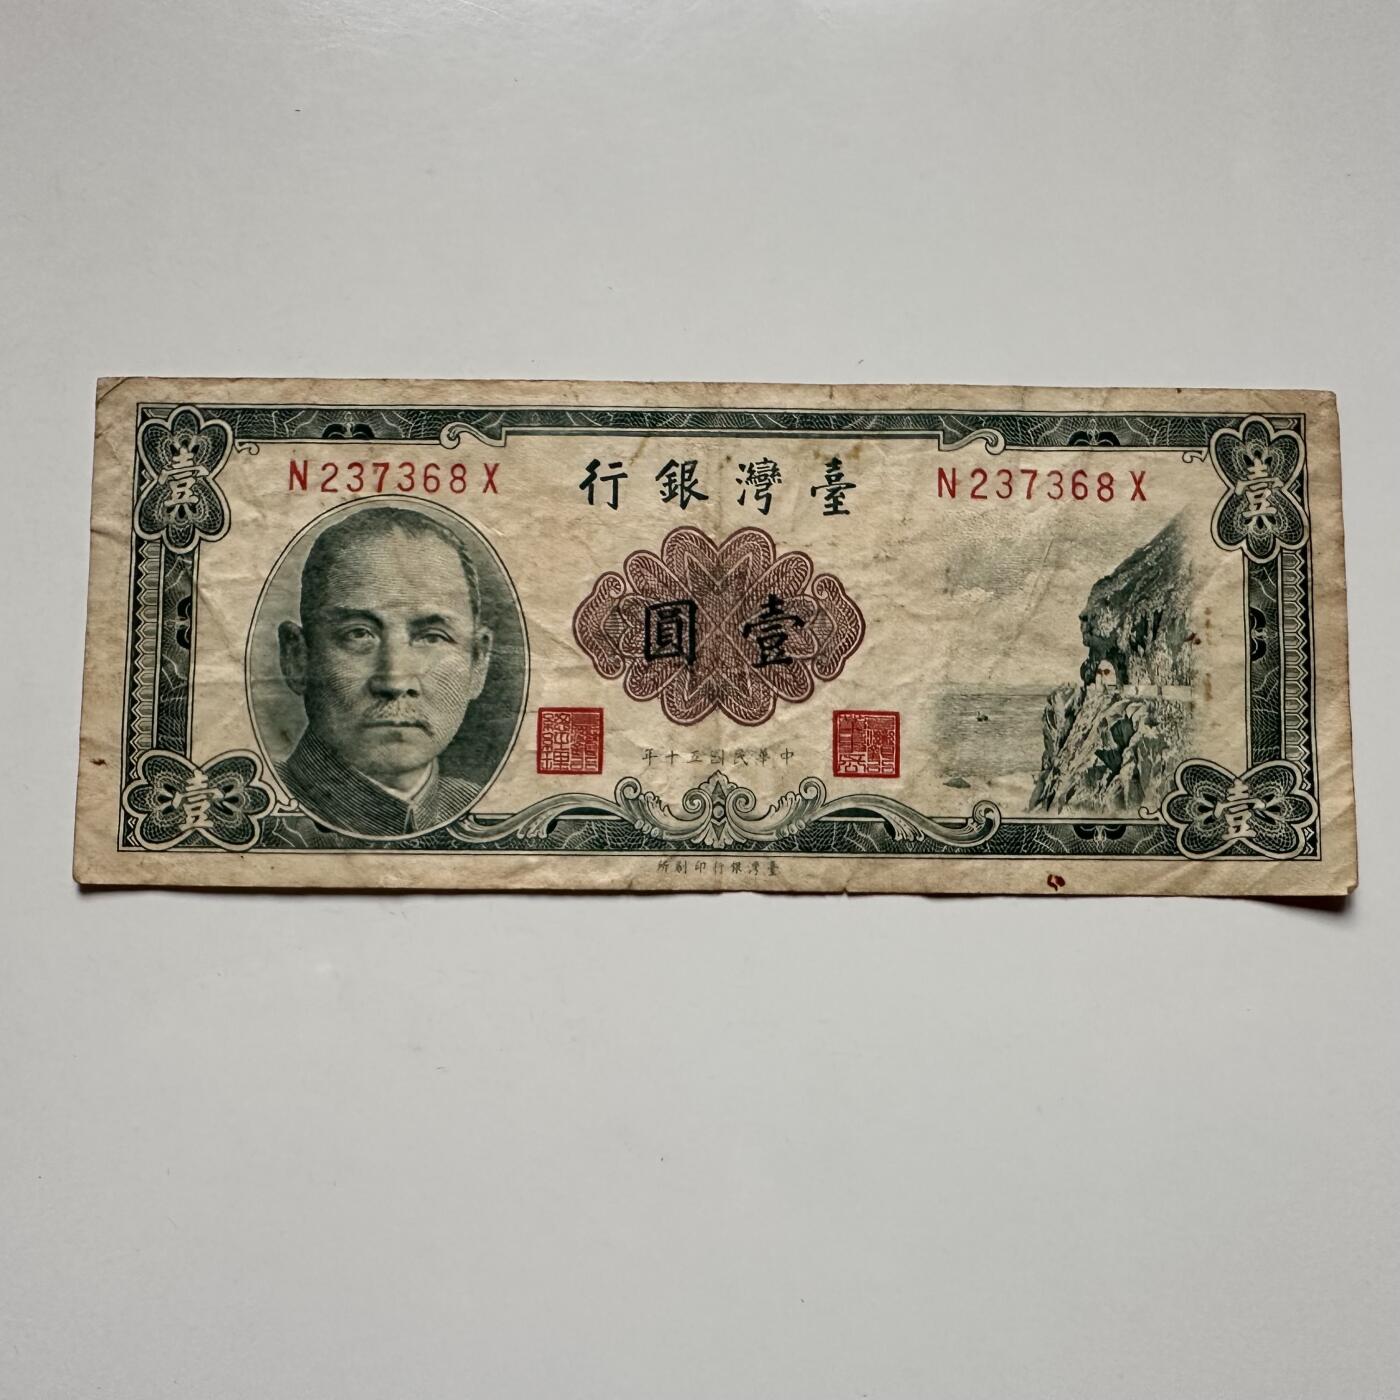 N237368X
臺灣銀行
N237368X
壹
壹
壹圓
中華民國五十年
壹
壹
臺灣銀行印刷所